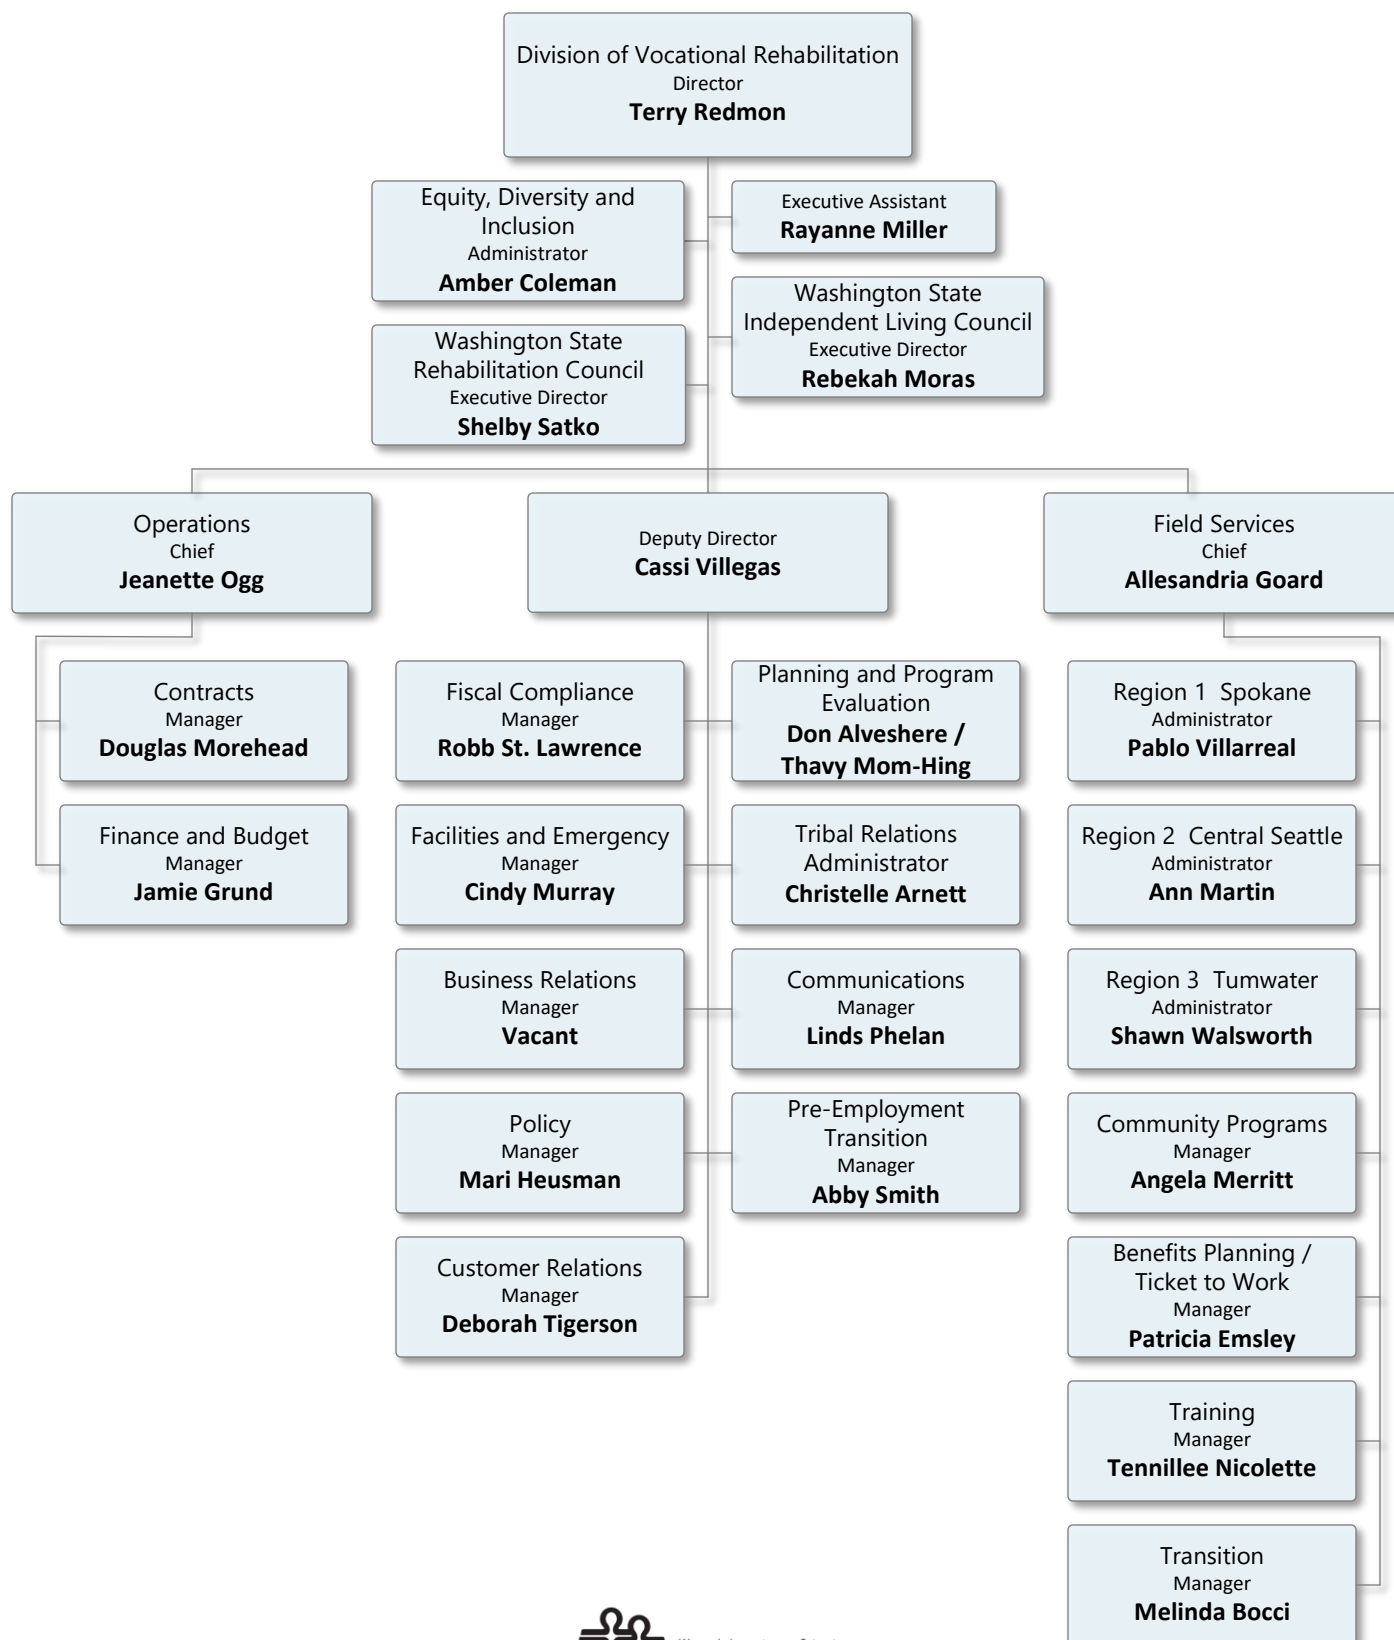 Division of Vocational Rehabilitation
Director
Terry Redmon
Equity, Diversity and
Inclusion
Administrator
Amber Coleman
Executive Assistant
Rayanne Miller
Washington State
Rehabilitation Council
Executive Director
Shelby Satko
Washington State
Independent Living Council
Executive Director
Rebekah Moras
Operations
Chief
Jeanette Ogg
Deputy Director
Cassi Villegas
Field Services
Chief
Allesandria Goard
Contracts
Manager
Douglas Morehead
Finance and Budget
Manager
Jamie Grund
Fiscal Compliance
Manager
Robb St. Lawrence
Planning and Program
Evaluation
Don Alveshere /
Thavy Mom-Hing
Facilities and Emergency
Manager
Cindy Murray
Tribal Relations
Administrator
Christelle Arnett
Business Relations
Manager
Vacant
Communications
Manager
Linds Phelan
Policy
Manager
Mari Heusman
Pre-Employment
Transition
Manager
Abby Smith
Customer Relations
Manager
Deborah Tigerson
Region 1  Spokane
Administrator
Pablo Villarreal
Region 2  Central Seattle
Administrator
Ann Martin
Region 3  Tumwater
Administrator
Shawn Walsworth
Community Programs
Manager
Angela Merritt
Benefits Planning /
Ticket to Work
Manager
Patricia Emsley
Training
Manager
Tennillee Nicolette
Transition
Manager
Melinda Bocci